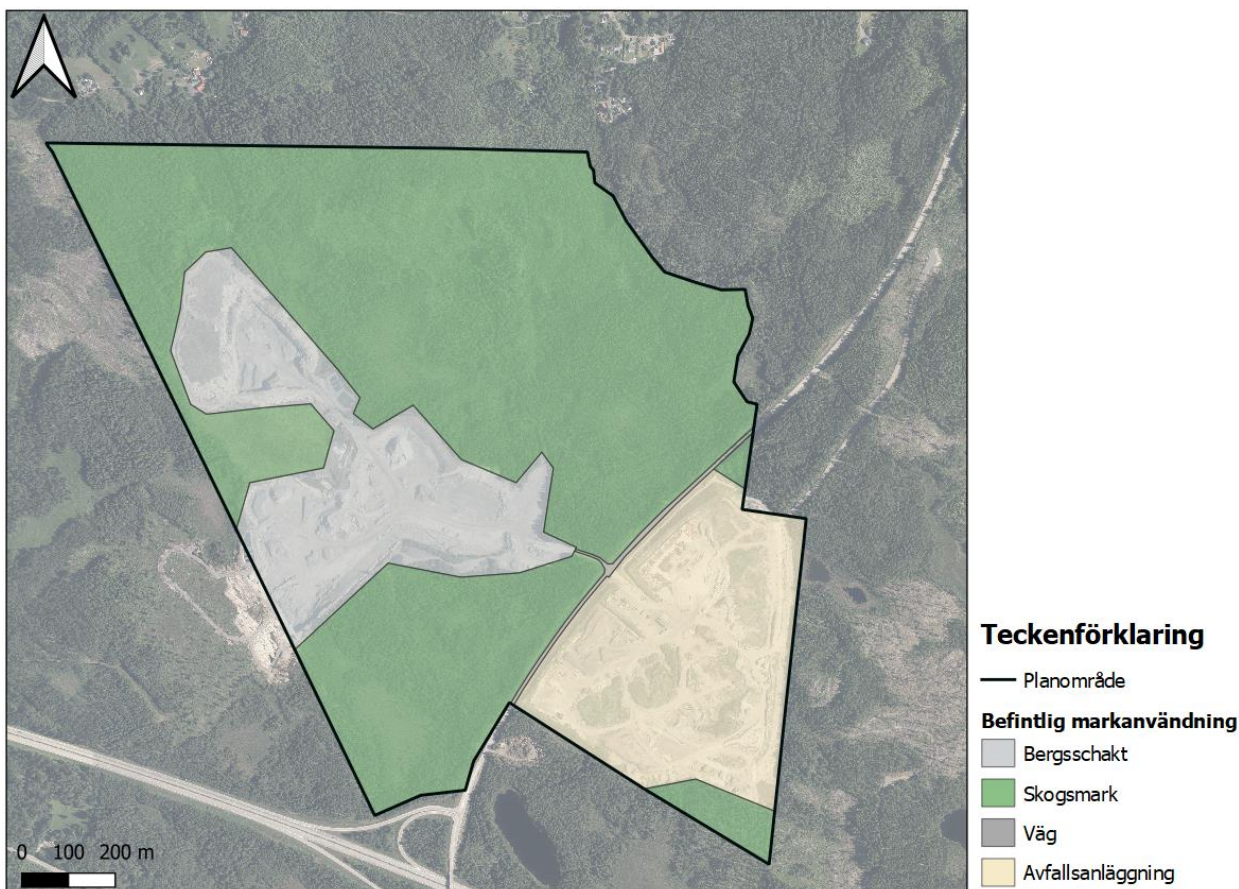 Teckenförklaring
Planområde
Befintlig markanvändning
Bergsschakt
Skogsmark
Väg
Avfallsanläggning
0 100 200 m